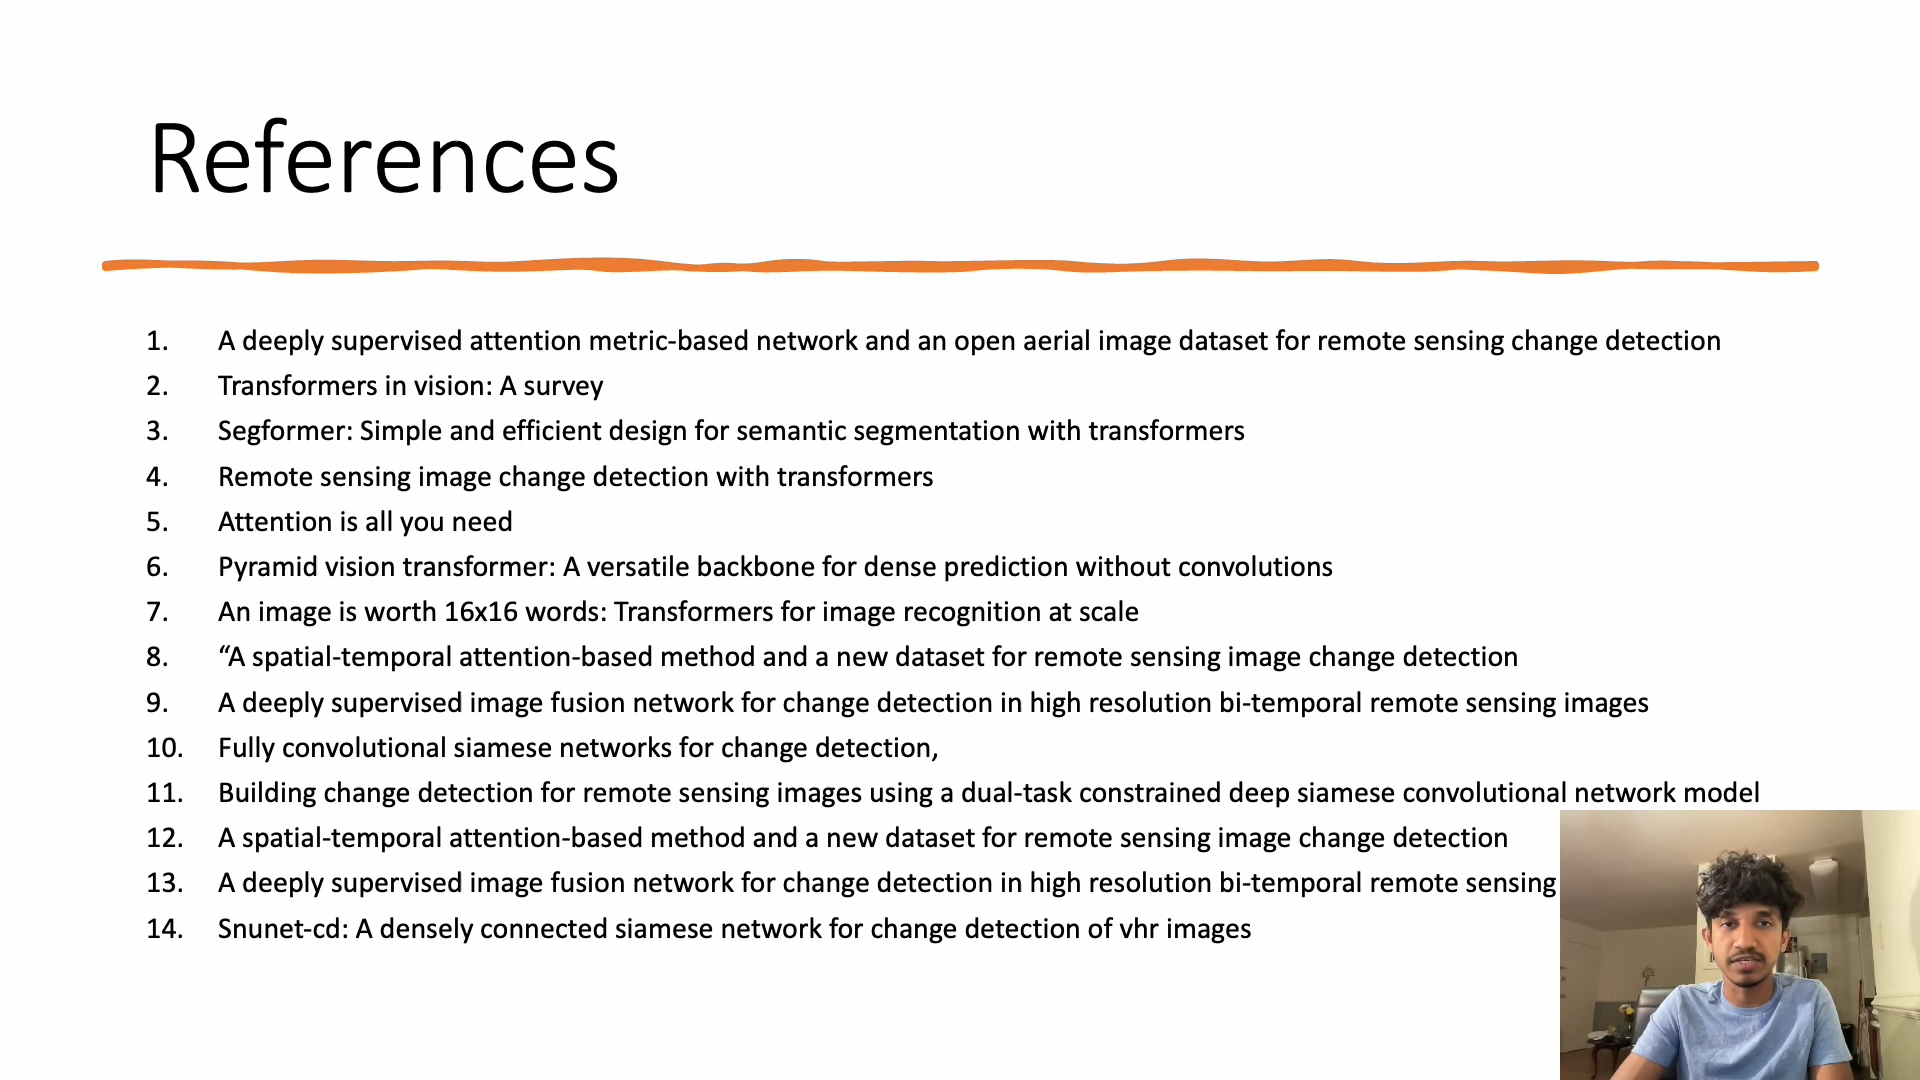 References
1. A deeply supervised attention metric-based network and an open aerial image dataset for remote sensing change detection
2. Transformers in vision: A survey
3. Segformer: Simple and efficient design for semantic segmentation with transformers
4. Remote sensing image change detection with transformers
5. Attention is all you need
6. Pyramid vision transformer: A versatile backbone for dense prediction without convolutions
7. An image is worth 16x16 words: Transformers for image recognition at scale
8. “A spatial-temporal attention-based method and a new dataset for remote sensing image change detection
9. A deeply supervised image fusion network for change detection in high resolution bi-temporal remote sensing images
10. Fully convolutional siamese networks for change detection,
11. Building change detection for remote sensing images using a dual-task constrained deep siamese convolutional network model
12. A spatial-temporal attention-based method and a new dataset for remote sensing image change detection
13. A deeply supervised image fusion network for change detection in high resolution bi-temporal remote sensing
14. Snunet-cd: A densely connected siamese network for change detection of vhr images